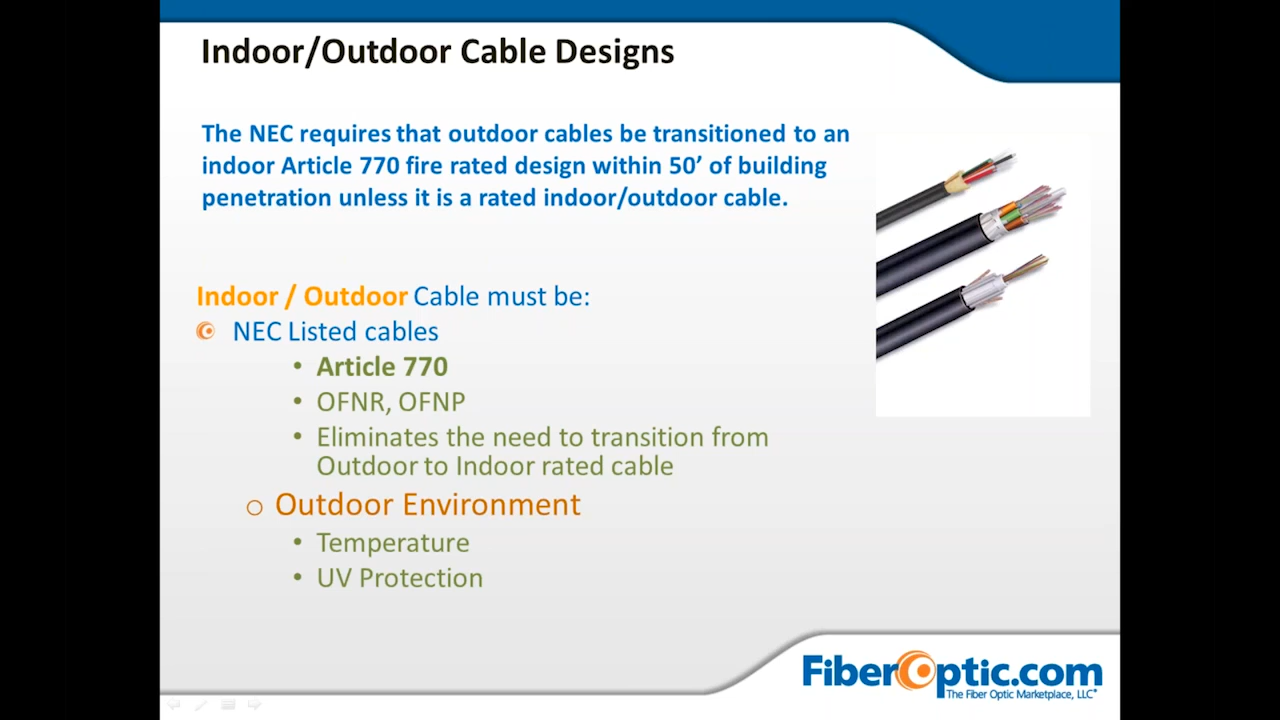 Indoor/Outdoor Cable Designs
The NEC requires that outdoor cables be transitioned to an
indoor Article 770 fire rated design within 50’ of building
penetration unless it is a rated indoor/outdoor cable.
Indoor / Outdoor Cable must be:
NEC Listed cables
• Article 770
• OFNR, OFNP
• Eliminates the need to transition from
Outdoor to Indoor rated cable
o Outdoor Environment
• Temperature
• UV Protection
FiberOptic.com
The Fiber Optic Marketplace, LLC®